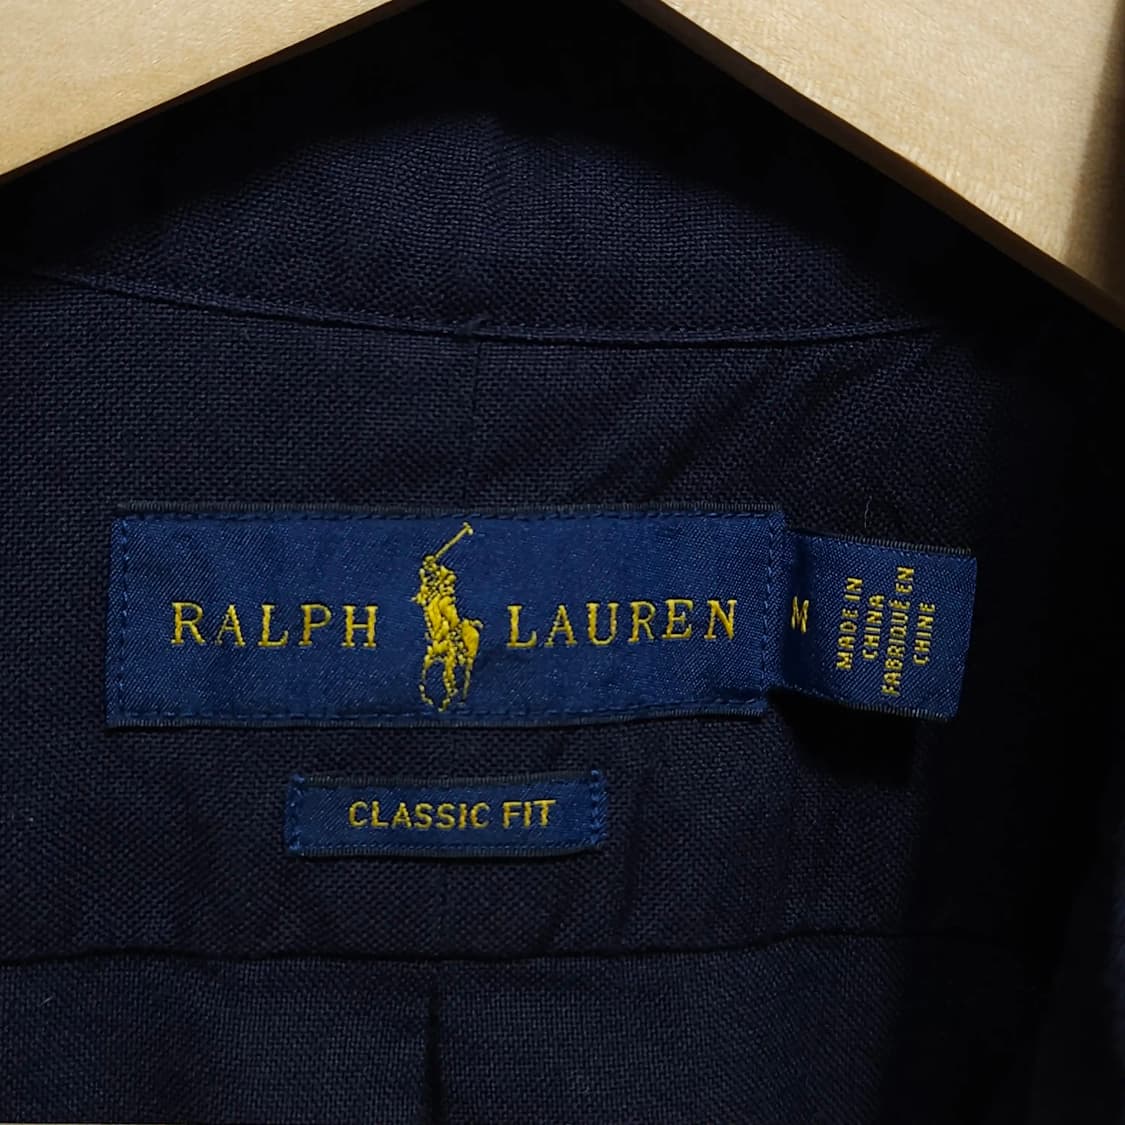 RALPH LAUREN
M
MADE IN
CHINA
FABRIQUÉ EN
CHINE
CLASSIC FIT